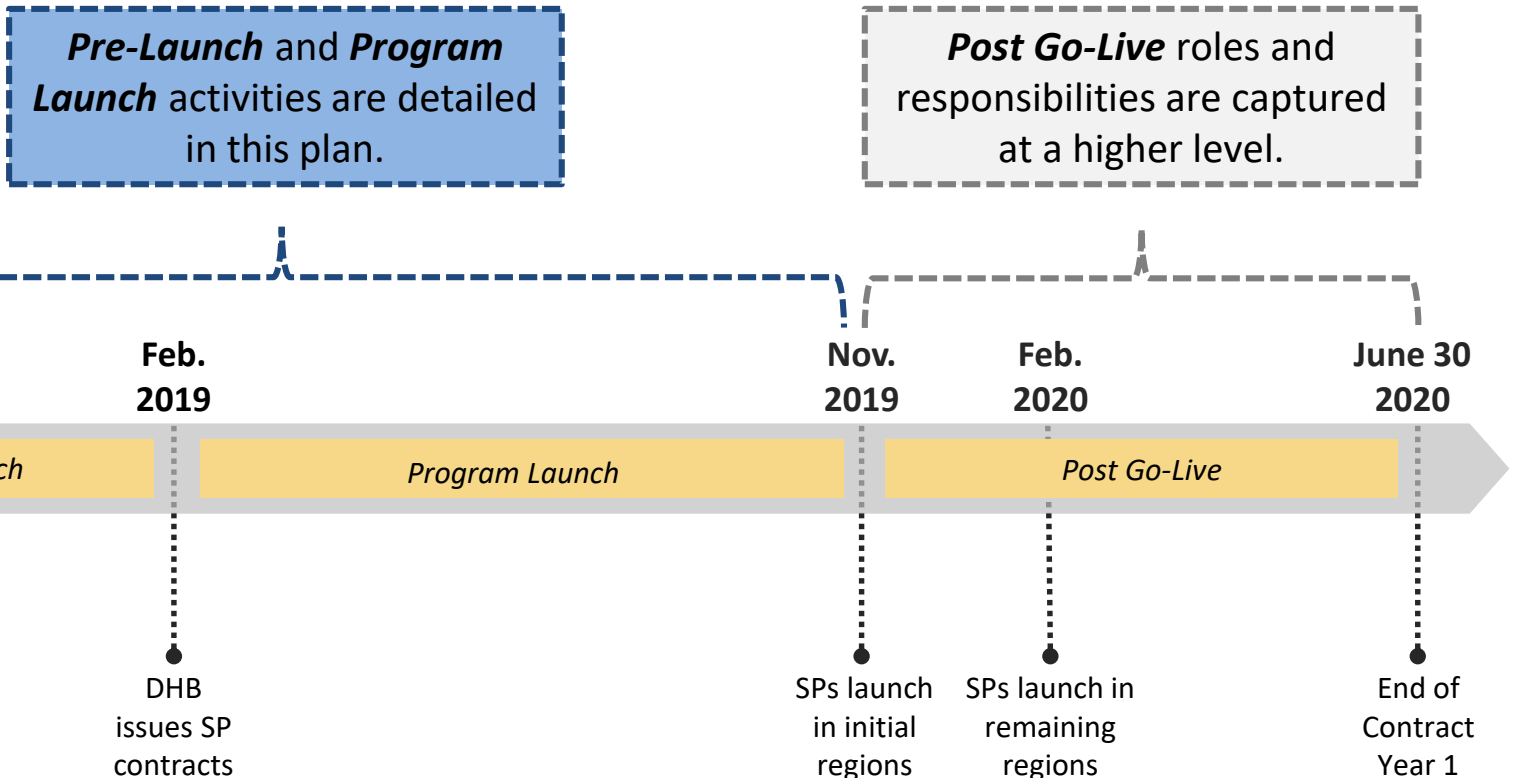 Pre-Launch and Program
Launch activities are detailed
in this plan.
Post Go-Live roles and
responsibilities are captured
at a higher level.
Feb.
2019
Nov.
2019
Feb.
2020
June 30
2020
ch
Program Launch
Post Go-Live
DHB
issues SP
contracts
SPs launch
in initial
regions
SPs launch in
remaining
regions
End of
Contract
Year 1